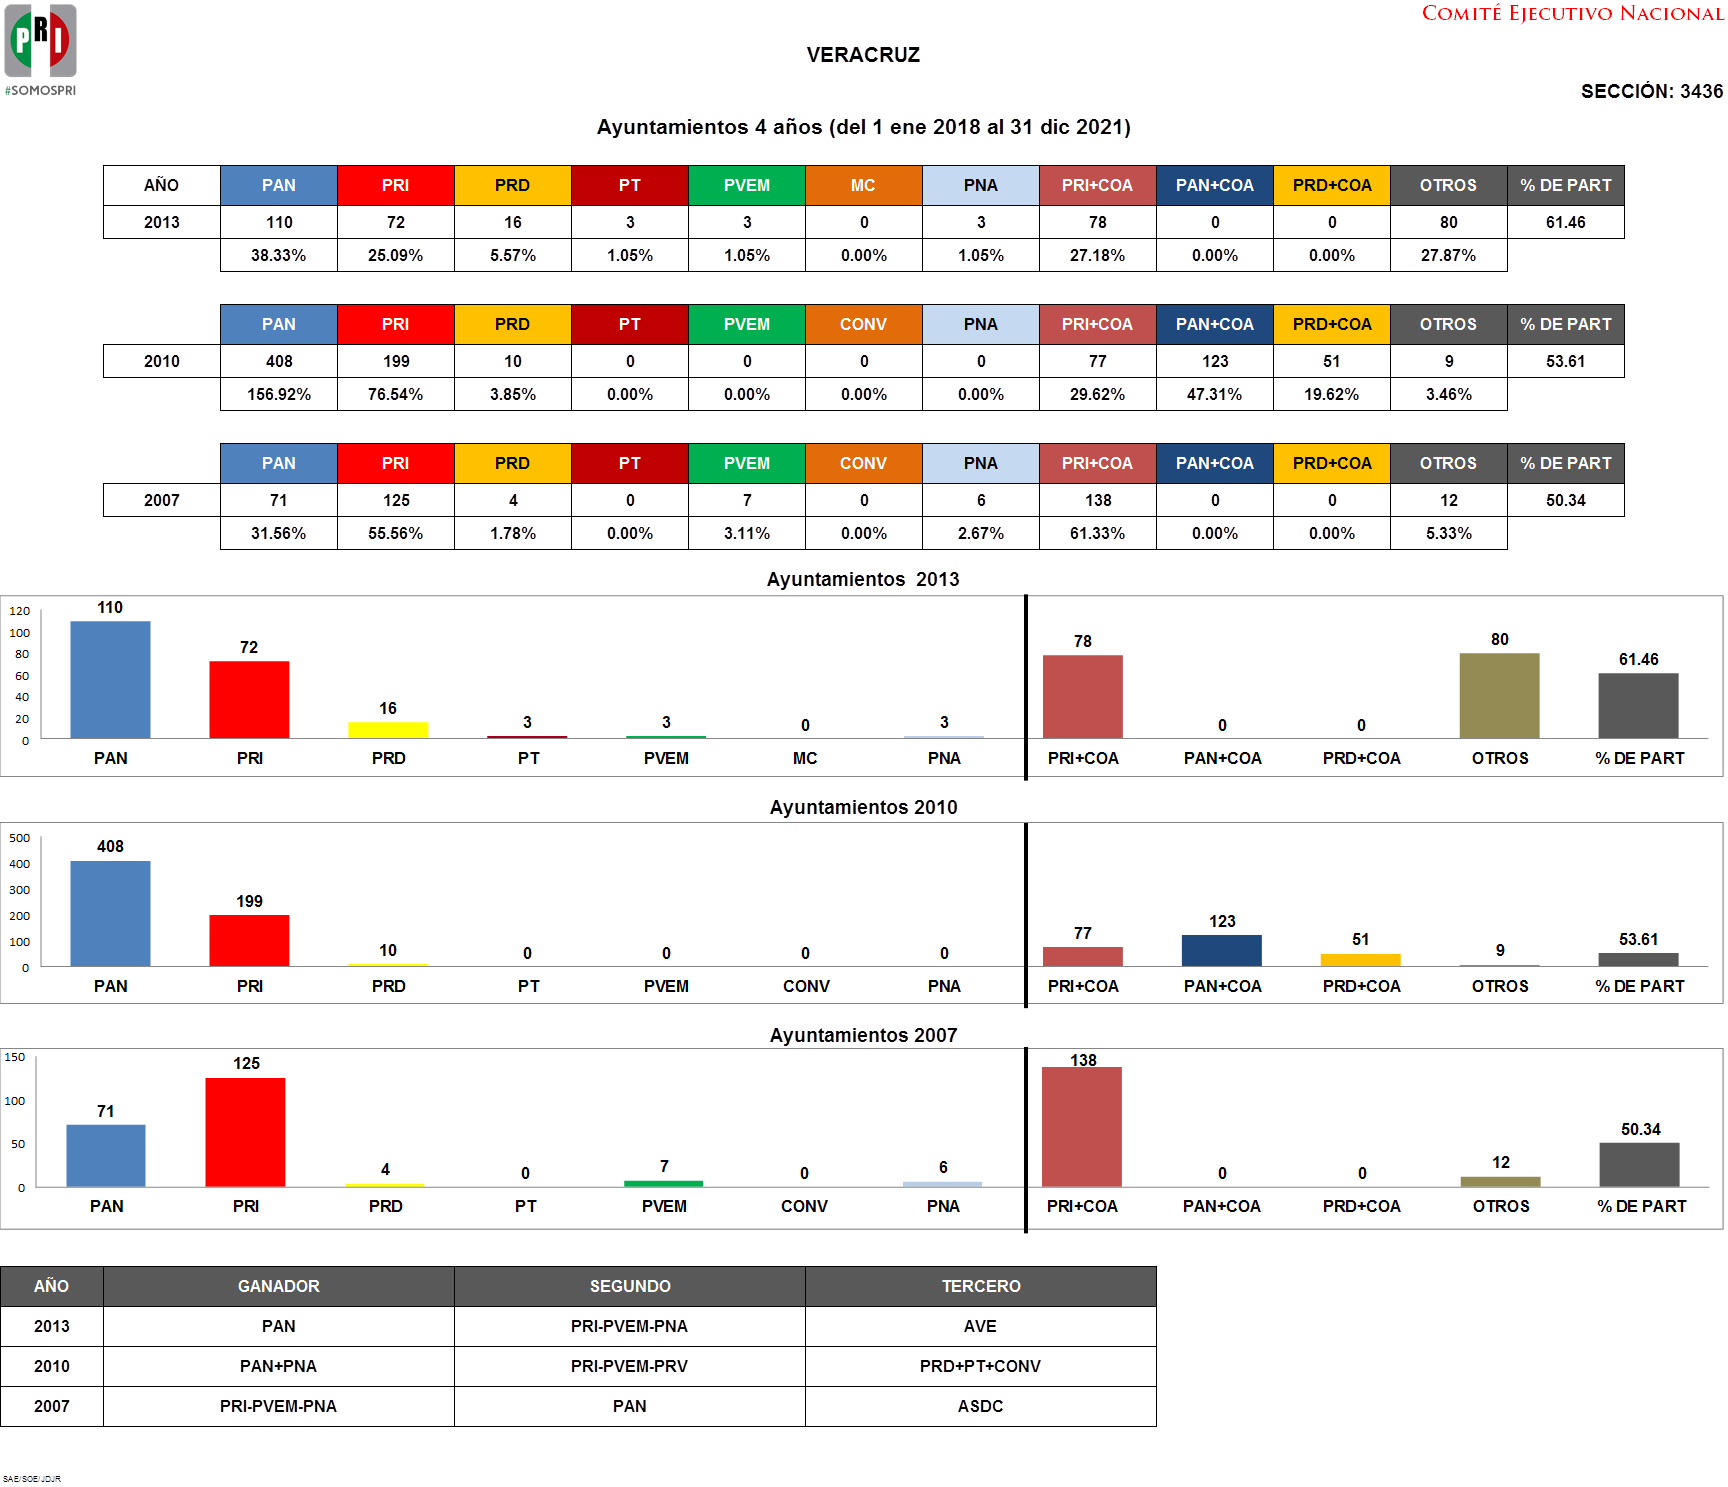 PRI
#SOMOSPRI
COMITÉ EJECUTIVO NACIONAL
VERACRUZ
SECCIÓN: 3436
Ayuntamientos 4 años (del 1 ene 2018 al 31 dic 2021)
AÑO PAN PRI PRD PT PVEM MC PNA PRI+COA PAN+COA PRD+COA OTROS % DE PART
2013 110 72 16 3 3 0 3 78 0 0 80 61.46
38.33% 25.09% 5.57% 1.05% 1.05% 0.00% 1.05% 27.18% 0.00% 0.00% 27.87%
PAN PRI PRD PT PVEM CONV PNA PRI+COA PAN+COA PRD+COA OTROS % DE PART
2010 408 199 10 0 0 0 0 77 123 51 9 53.61
156.92% 76.54% 3.85% 0.00% 0.00% 0.00% 0.00% 29.62% 47.31% 19.62% 3.46%
PAN PRI PRD PT PVEM CONV PNA PRI+COA PAN+COA PRD+COA OTROS % DE PART
2007 71 125 4 0 7 0 6 138 0 0 12 50.34
31.56% 55.56% 1.78% 0.00% 3.11% 0.00% 2.67% 61.33% 0.00% 0.00% 5.33%
Ayuntamientos 2013
120
100
80
60
40
20
0
110 72 16 3 3 0 3 78 0 0 80 61.46
PAN PRI PRD PT PVEM MC PNA PRI+COA PAN+COA PRD+COA OTROS % DE PART
Ayuntamientos 2010
500
400
300
200
100
0
408 199 10 0 0 0 0 77 123 51 9 53.61
PAN PRI PRD PT PVEM CONV PNA PRI+COA PAN+COA PRD+COA OTROS % DE PART
Ayuntamientos 2007
150
100
50
0
71 125 4 0 7 0 6 138 0 0 12 50.34
PAN PRI PRD PT PVEM CONV PNA PRI+COA PAN+COA PRD+COA OTROS % DE PART
AÑO GANADOR SEGUNDO TERCERO
2013 PAN PRI-PVEM-PNA AVE
2010 PAN+PNA PRI-PVEM-PRV PRD+PT+CONV
2007 PRI-PVEM-PNA PAN ASDC
SAE/SOE/JDJR